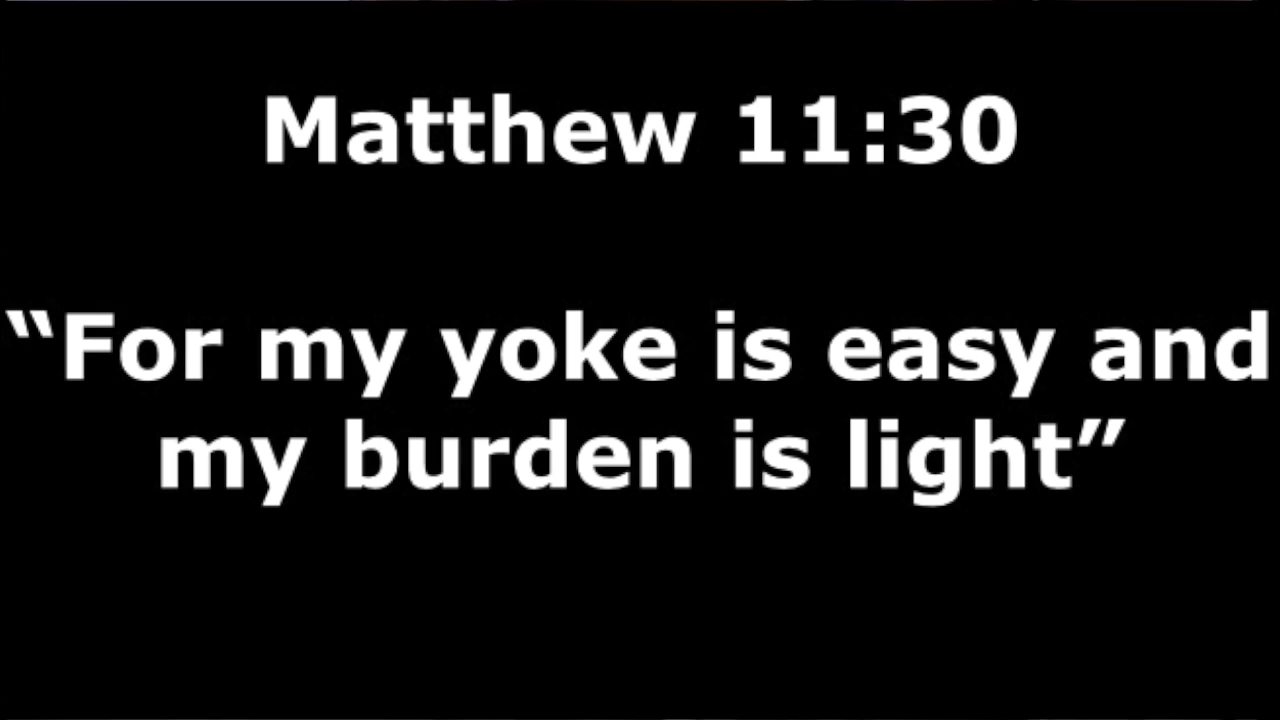 Matthew 11:30
“For my yoke is easy and
my burden is light”